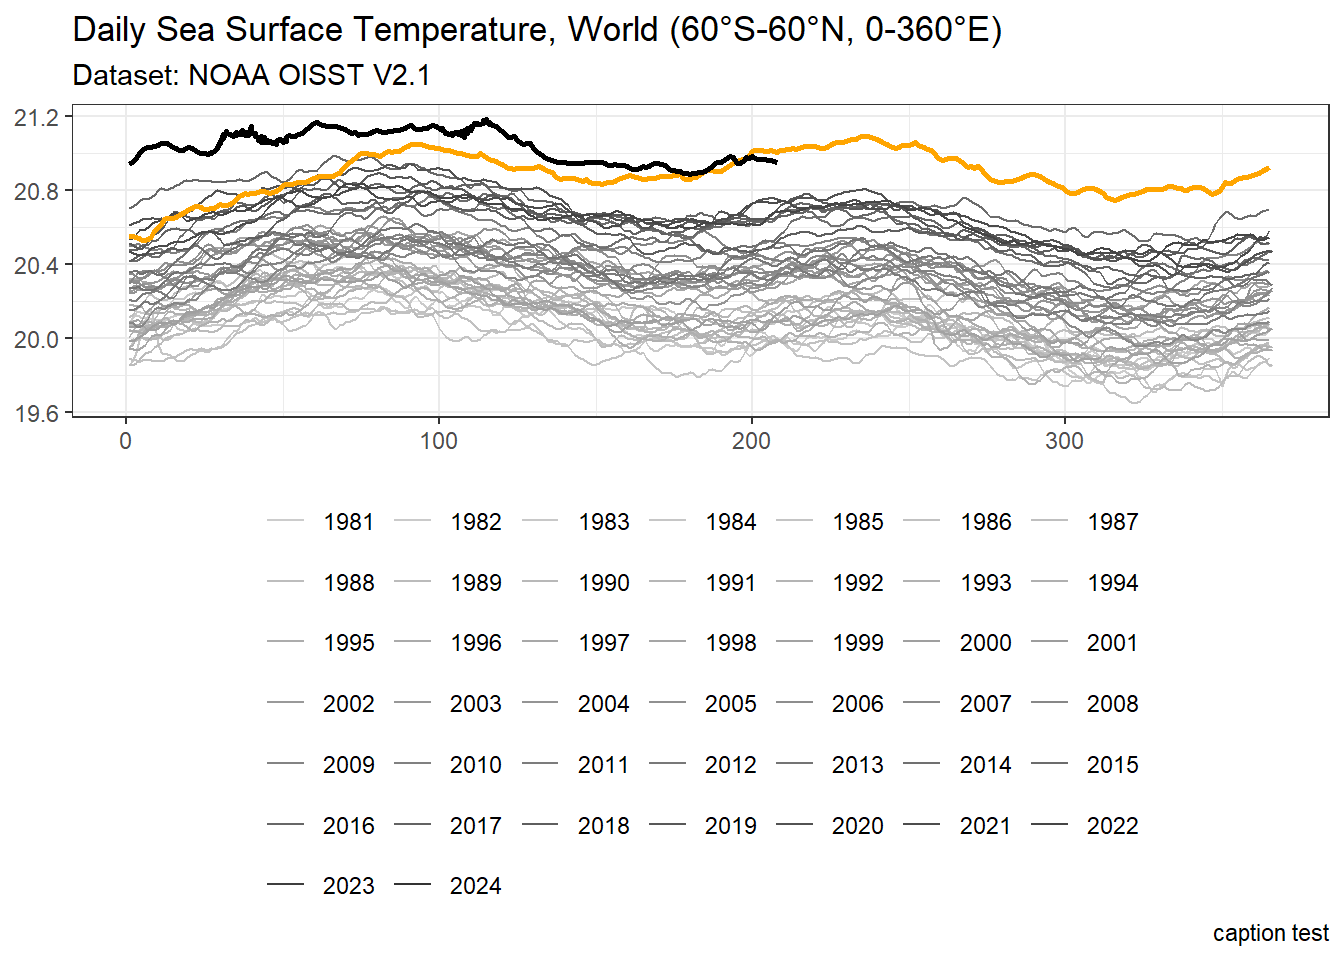 Daily Sea Surface Temperature, World (60°S-60°N, 0-360°E)
Dataset: NOAA OISST V2.1
21.2
20.8
20.4
20.0
19.6
0 100 200 300
1981 1982 1983 1984 1985 1986 1987
1988 1989 1990 1991 1992 1993 1994
1995 1996 1997 1998 1999 2000 2001
2002 2003 2004 2005 2006 2007 2008
2009 2010 2011 2012 2013 2014 2015
2016 2017 2018 2019 2020 2021 2022
2023 2024
caption test